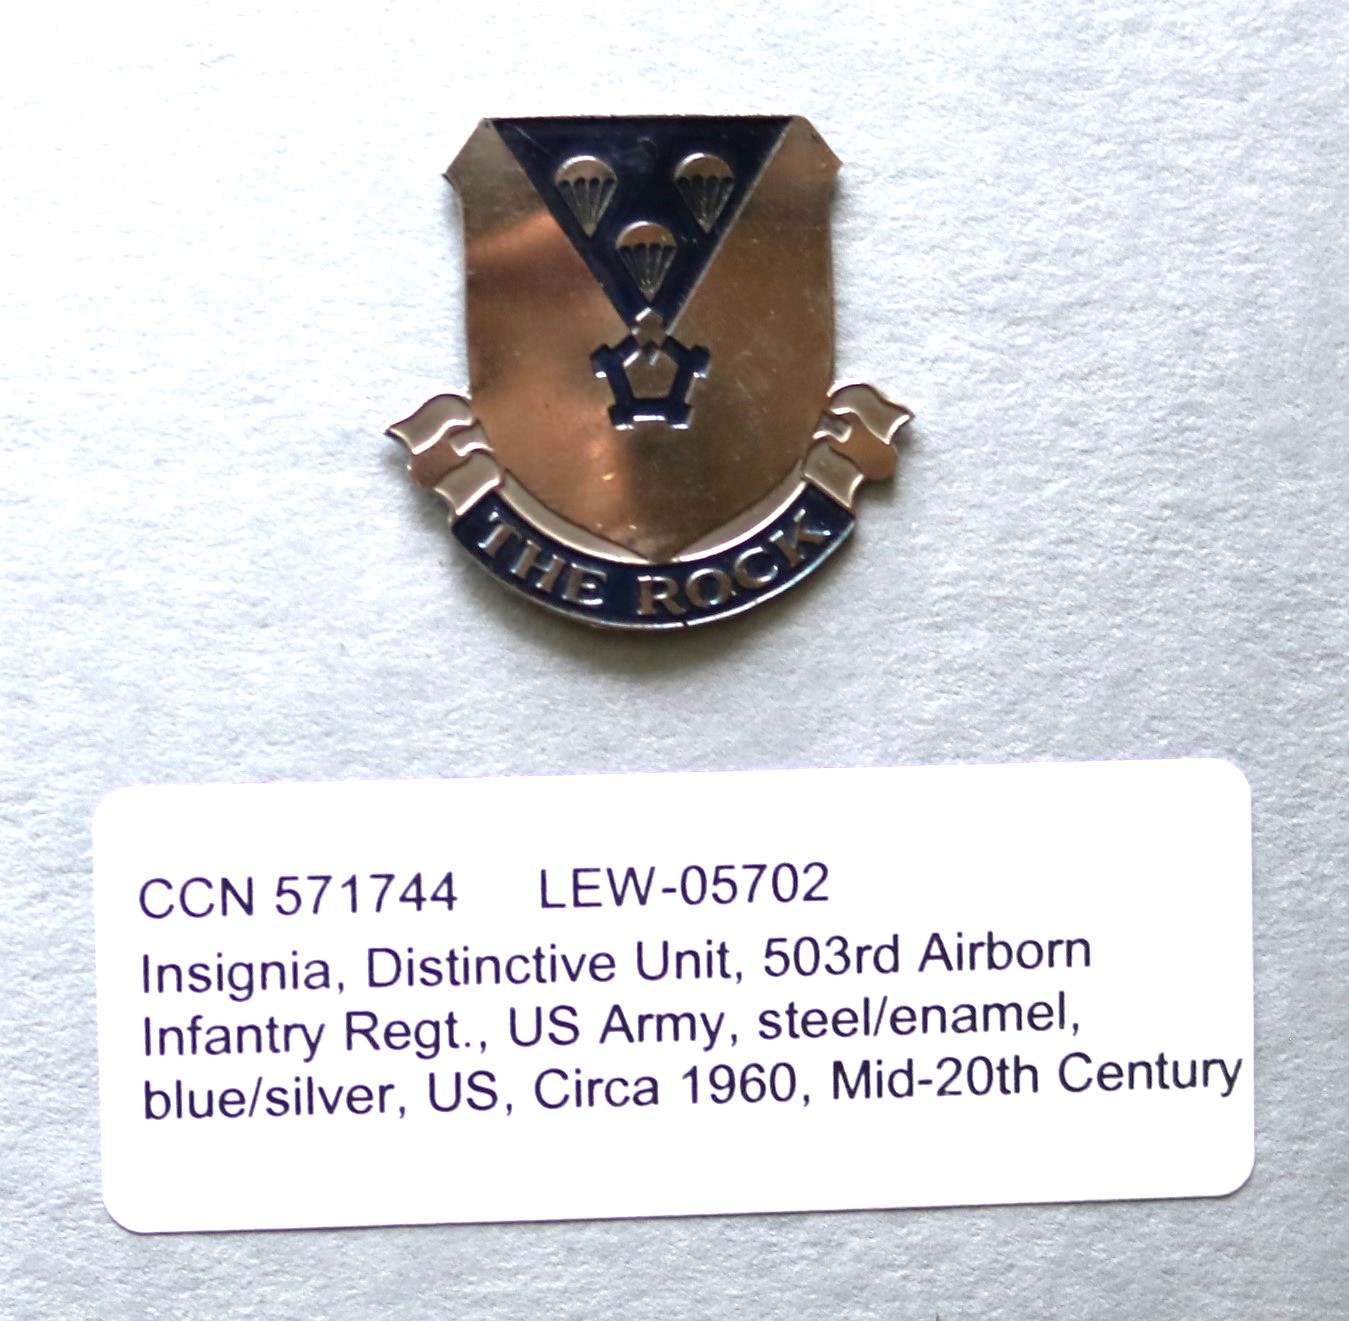 THE ROCK
CCN 571744 LEW-05702
Insignia, Distinctive Unit, 503rd Airborn
Infantry Regt., US Army, steel/enamel,
blue/silver, US, Circa 1960, Mid-20th Century